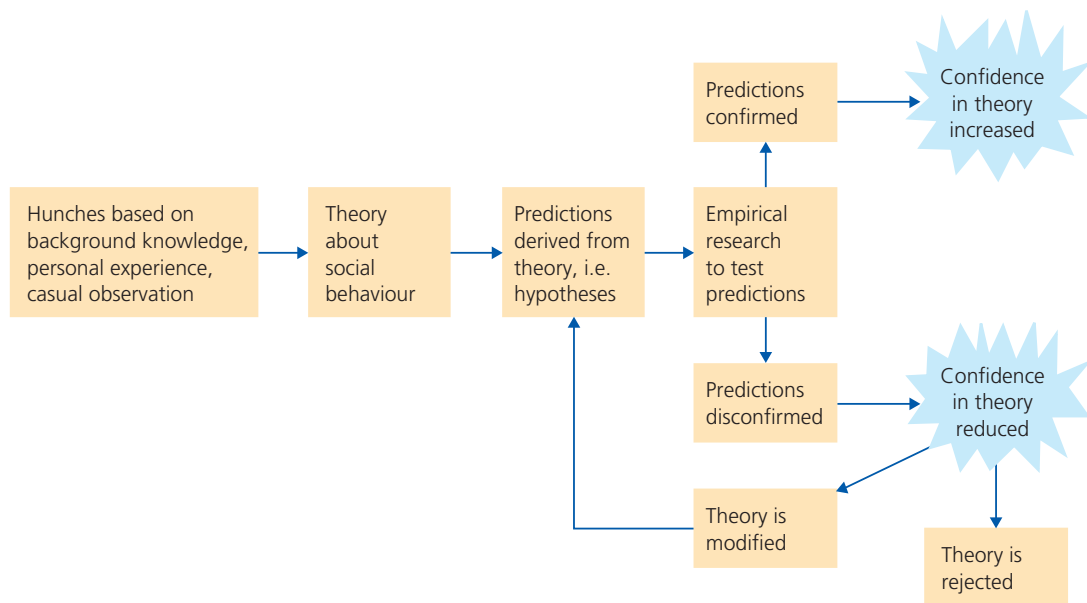 Hunches based on
background knowledge,
personal experience,
casual observation
Theory
about
social
behaviour
Predictions
derived from
theory, i.e.
hypotheses
Empirical
research
to test
predictions
Predictions
confirmed
Confidence
in theory
increased
Predictions
disconfirmed
Confidence
in theory
reduced
Theory is
modified
Theory is
rejected